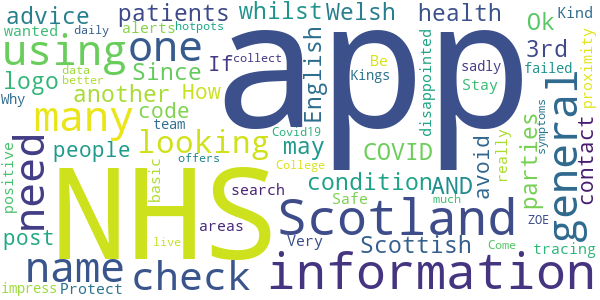 advice patients whilst Welsh health Ok Kind
wanted daily alerts hotpots
using one app 3rd
logo Since If collect English Be Kings sadly Stay failed
data better another How disappointed proximity
Why many code
team looking Covid19 may COVID avoid really general
need people College condition AND parties contact
positive basic offers search Safe much symptoms
NHS areas Scotland ZOE
post Very Scottish Come tracing
name check information
live impress Protect